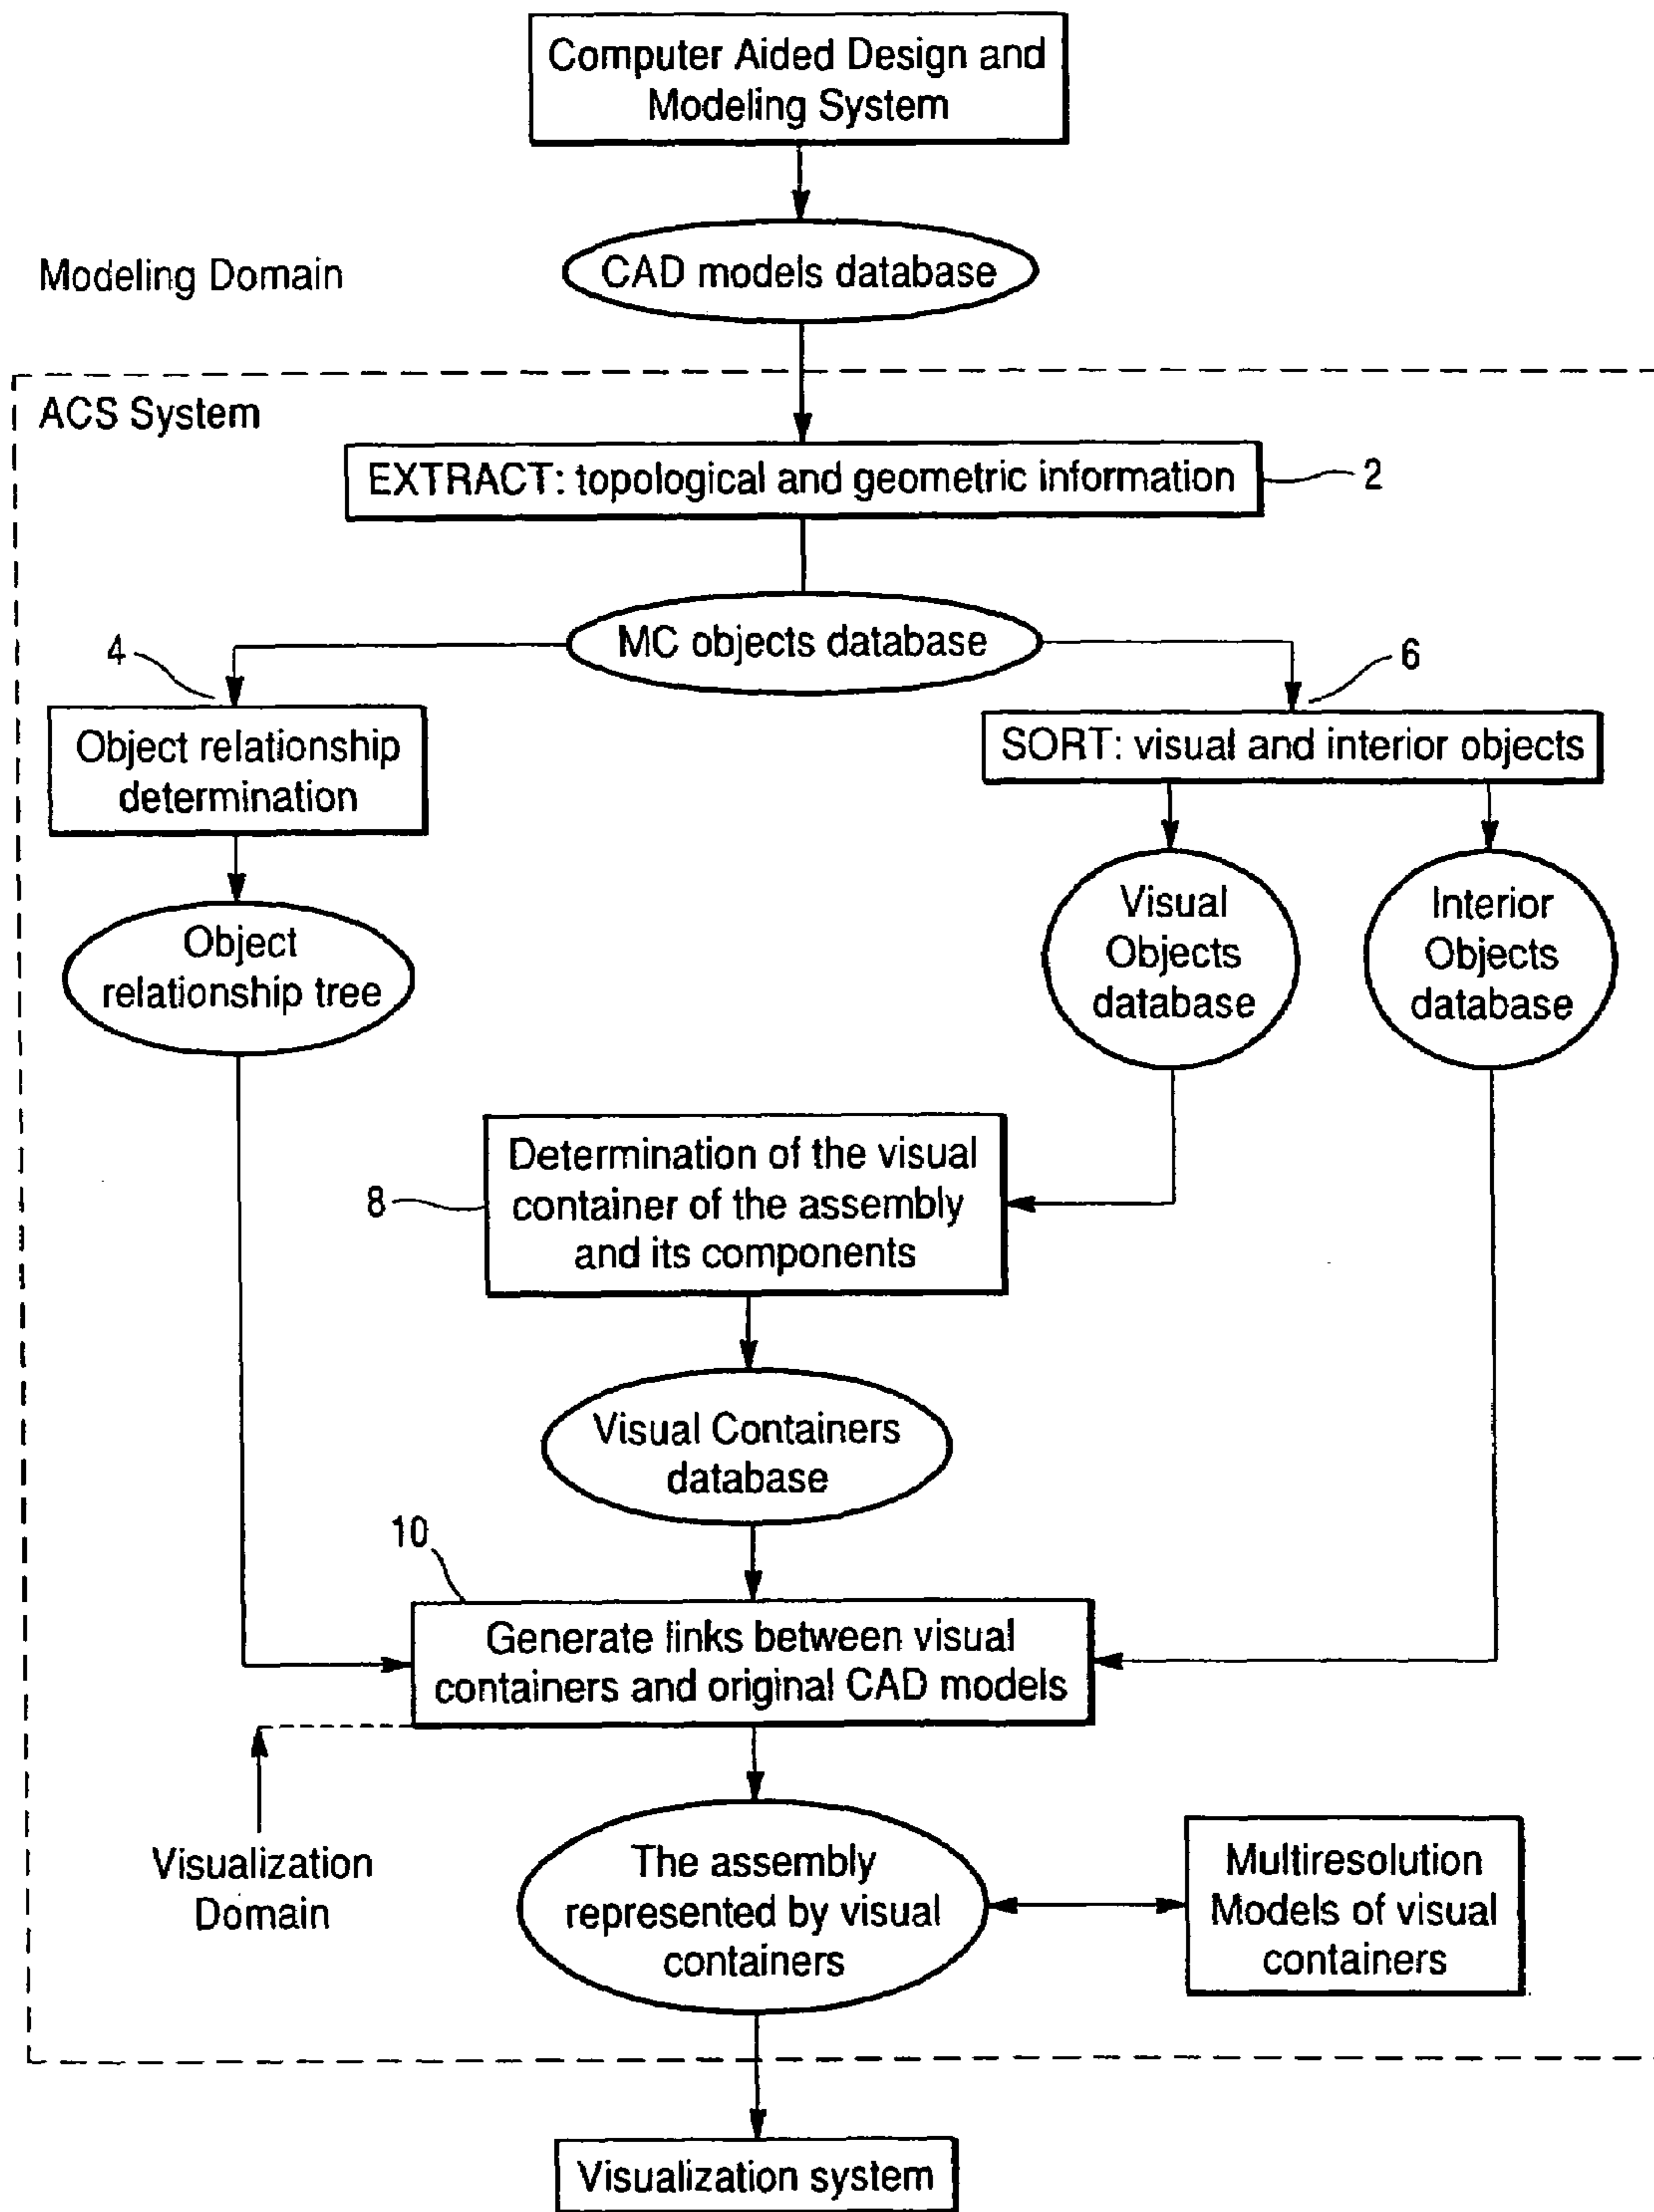 Computer Aided Design and
Modeling System
Modeling Domain
CAD models database
ACS System
EXTRACT: topological and geometric information
2
MC objects database
4
6
Object relationship
determination
SORT: visual and interior objects
Object
relationship tree
Visual
Objects
database
Interior
Objects
database
8
Determination of the visual
container of the assembly
and its components
Visual Containers
database
10
Generate links between visual
containers and original CAD models
Visualization
Domain
The assembly
represented by visual
containers
Multiresolution
Models of visual
containers
Visualization system